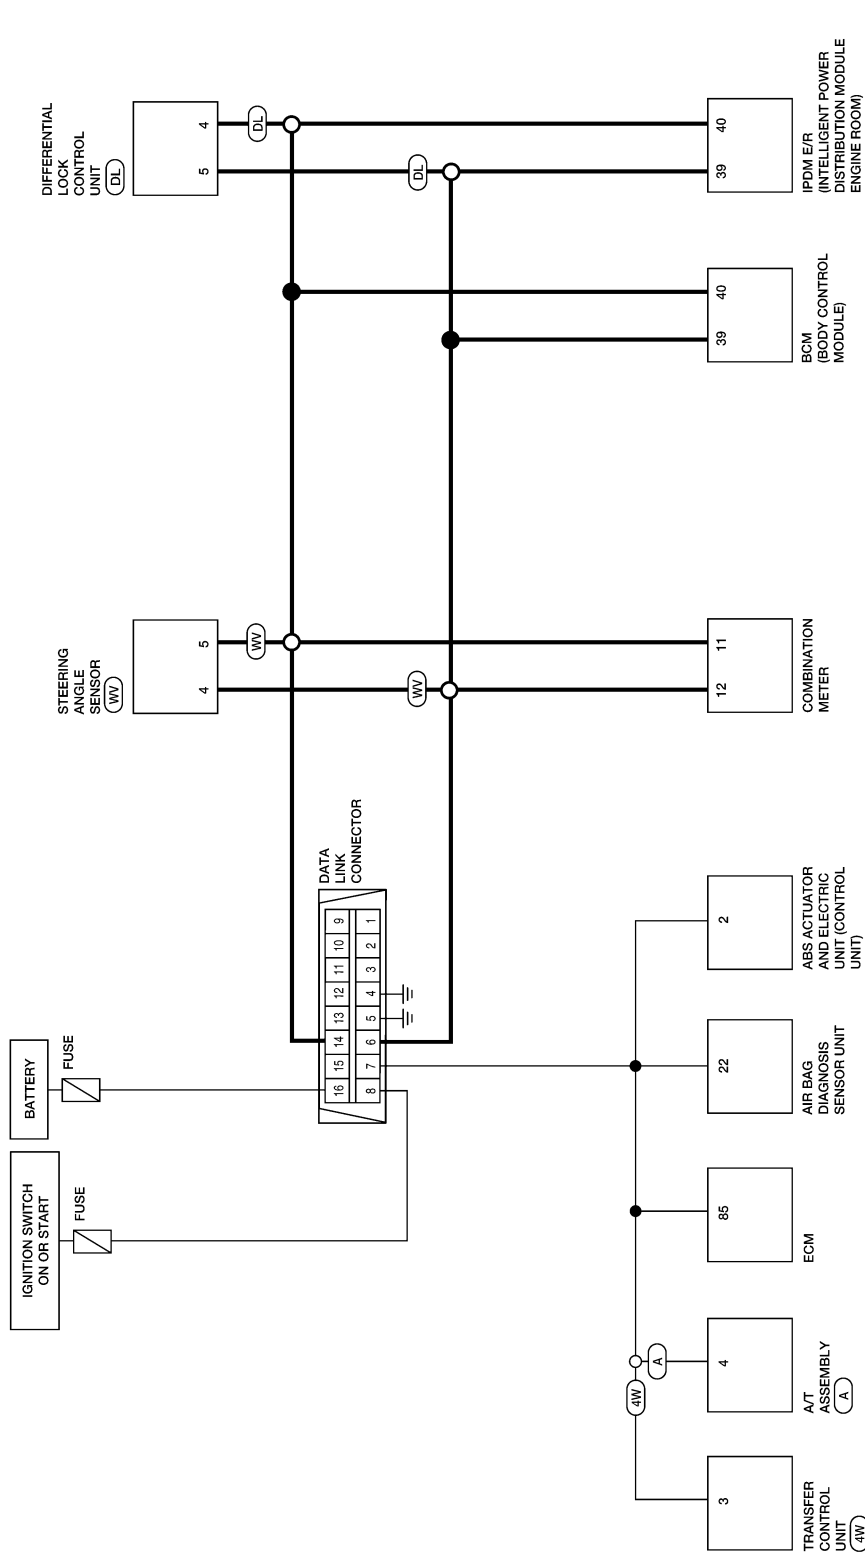 IGNITION SWITCH
ON OR START
FUSE
BATTERY
FUSE
STEERING
ANGLE
SENSOR
WV
DIFFERENTIAL
LOCK
CONTROL
UNIT DL
4 5
5 4
WV
DL
DATA
LINK
CONNECTOR
16 15 14 13 12 11 10 9
8 7 6 5 4 3 2 1
WV
DL
4W
A
3
4
85
22
2
12 11
39 40
39 40
TRANSFER
CONTROL
UNIT
4W
A/T
ASSEMBLY
A
ECM
AIR BAG
DIAGNOSIS
SENSOR UNIT
ABS ACTUATOR
AND ELECTRIC
UNIT (CONTROL
UNIT)
COMBINATION
METER
BCM
(BODY CONTROL
MODULE)
IPDM E/R
(INTELLIGENT POWER
DISTRIBUTION MODULE
ENGINE ROOM)